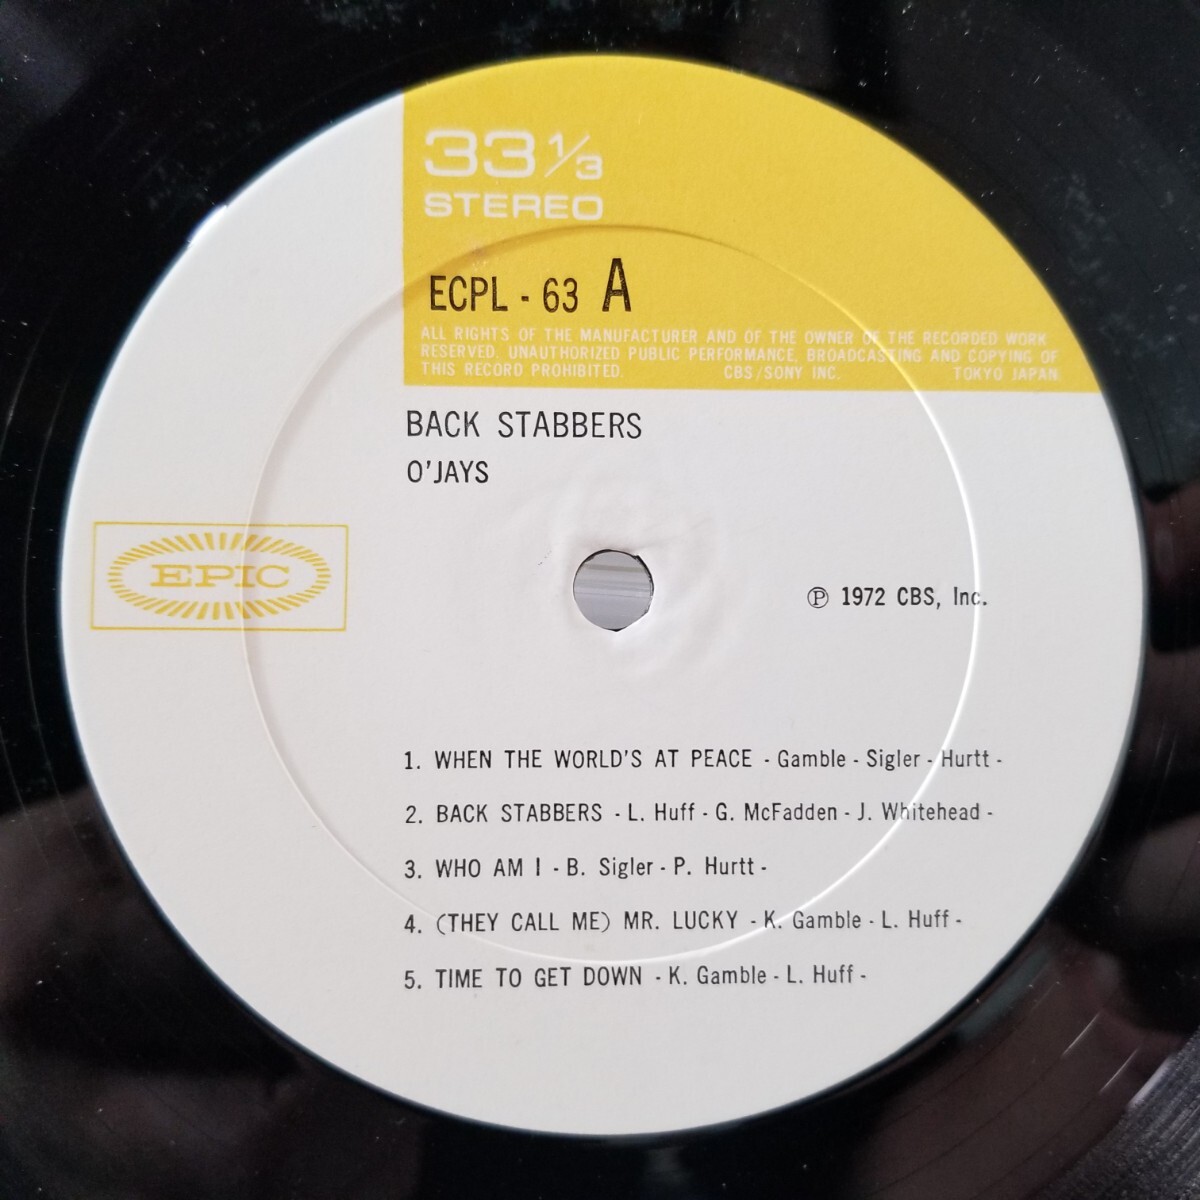 33 1/3
STEREO
ECPL - 63 A
ALL RIGHTS OF THE MANUFACTURER AND OF THE OWNER OF THE RECORDED WORK
RESERVED. UNAUTHORIZED PUBLIC PERFORMANCE, BROADCASTING AND COPYING OF
THIS RECORD PROHIBITED. CBS/SONY INC. TOKYO JAPAN.
BACK STABBERS
O'JAYS
EPIC
℗ 1972 CBS, Inc.
1. WHEN THE WORLD'S AT PEACE - Gamble - Sigler - Hurtt -
2. BACK STABBERS - L. Huff - G. McFadden - J. Whitehead -
3. WHO AM I - B. Sigler - P. Hurtt -
4. (THEY CALL ME) MR. LUCKY - K. Gamble - L. Huff -
5. TIME TO GET DOWN - K. Gamble - L. Huff -